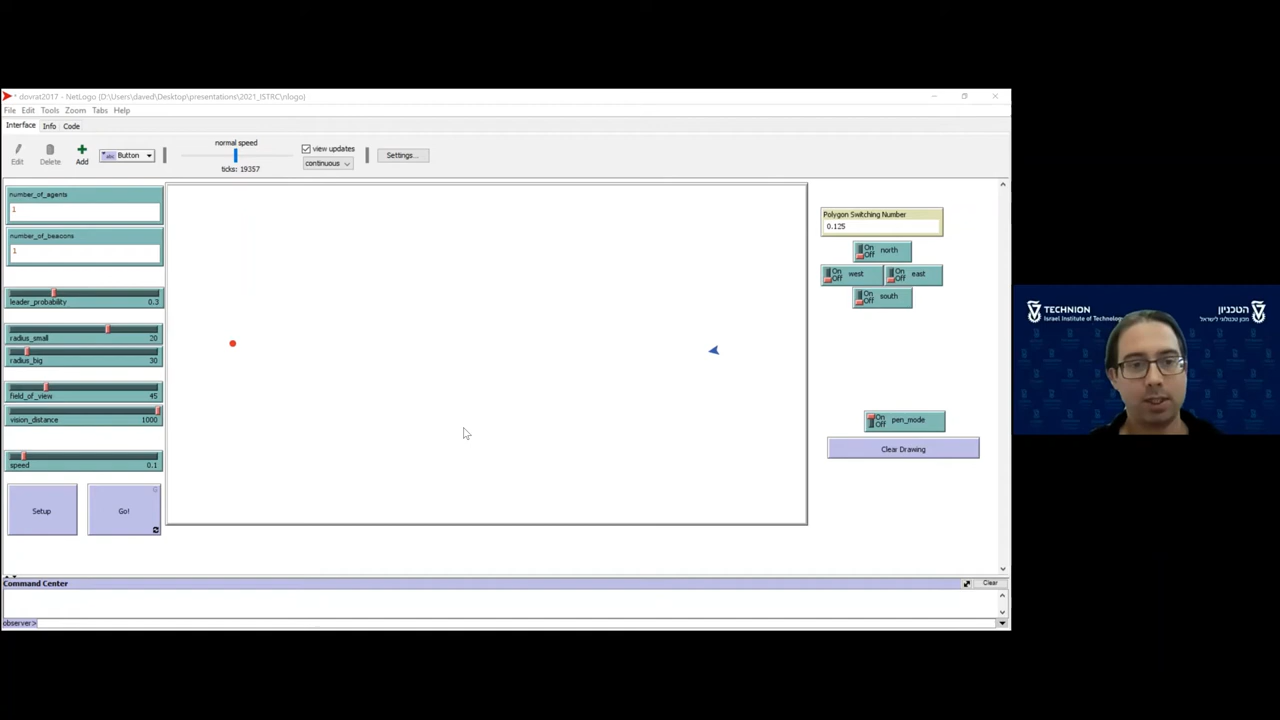 * dovrat2017 - NetLogo {D:\Users\daved\Desktop\presentations\2021_ISTRC\nlogo}
File Edit Tools Zoom Tabs Help
Interface Info Code
Edit Delete Add
abc Button
normal speed
ticks: 19357
view updates
continuous
Settings...
number_of_agents
1
number_of_beacons
1
leader_probability 0.3
radius_small 20
radius_big 30
field_of_view 45
vision_distance 1000
speed 0.1
Setup
G
Go!
Polygon Switching Number
0.125
On Off north
On Off west
On Off east
On Off south
On Off pen_mode
Clear Drawing
Command Center
Clear
observer>
TECHNION
Israel Institute of Technology
הטכניון
מכון טכנולוגי לישראל